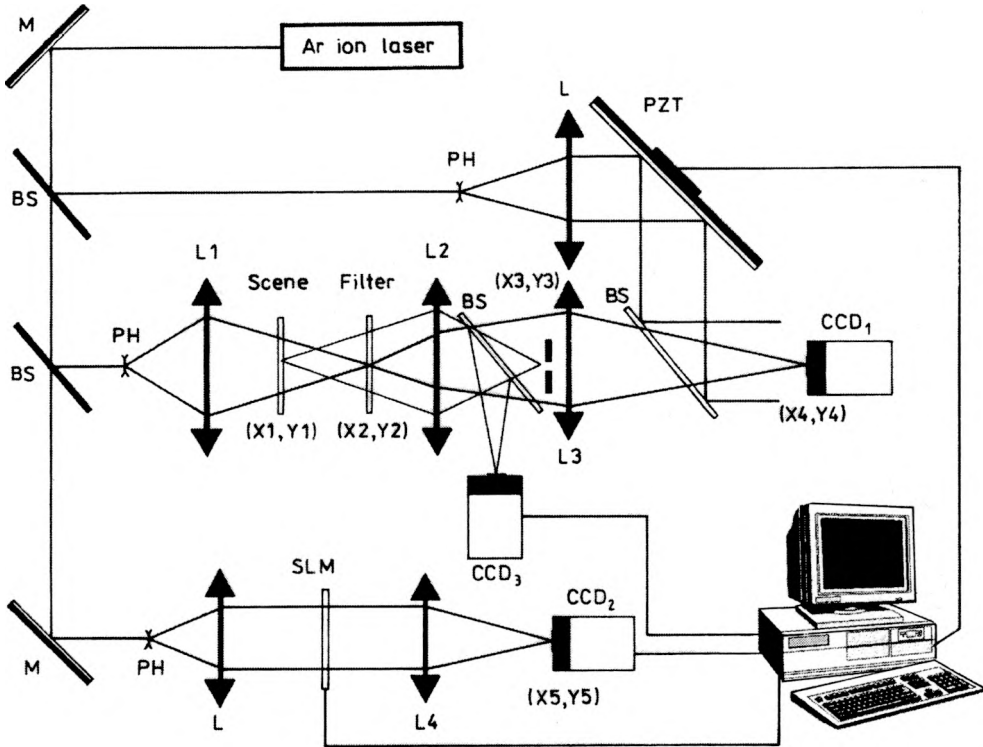 M
Ar ion laser
L
PZT
PH
BS
L1
Scene
Filter
L2
(X3,Y3)
BS
BS
PH
CCD₁
BS
(X1,Y1)
(X2,Y2)
L3
(X4,Y4)
SLM
CCD₃
CCD₂
M
PH
L
L4
(X5,Y5)